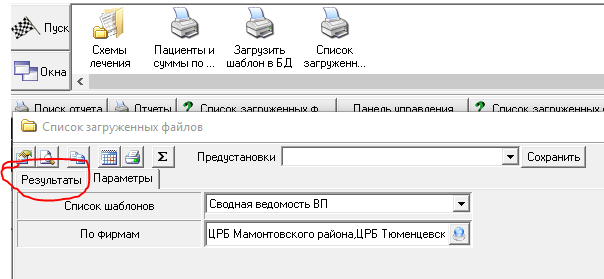 Пуск
Окна
Схемы лечения
Пациенты и суммы по ...
Загрузить шаблон в БД
Список загруженн...
<
Поиск отчета
Отчеты
? Список загруженных ф
Панель управления
? Список загруженных
Список загруженных файлов
Σ
Предустановки
Сохранить
Результаты
Параметры
Список шаблонов
Сводная ведомость ВП
По фирмам
ЦРБ Мамонтовского района,ЦРБ Тюменцевск